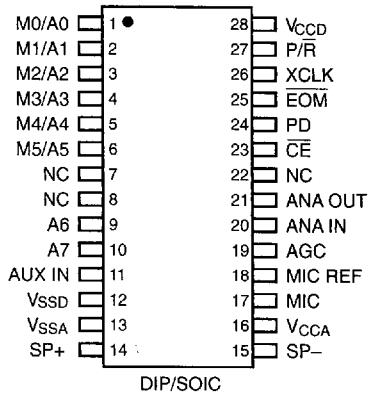 M0/A0 1 28 VCCD
M1/A1 2 27 P/R̅
M2/A2 3 26 XCLK
M3/A3 4 25 E̅O̅M̅
M4/A4 5 24 PD
M5/A5 6 23 C̅E̅
NC 7 22 NC
NC 8 21 ANA OUT
A6 9 20 ANA IN
A7 10 19 AGC
AUX IN 11 18 MIC REF
VSSD 12 17 MIC
VSSA 13 16 VCCA
SP+ 14 15 SP–
DIP/SOIC